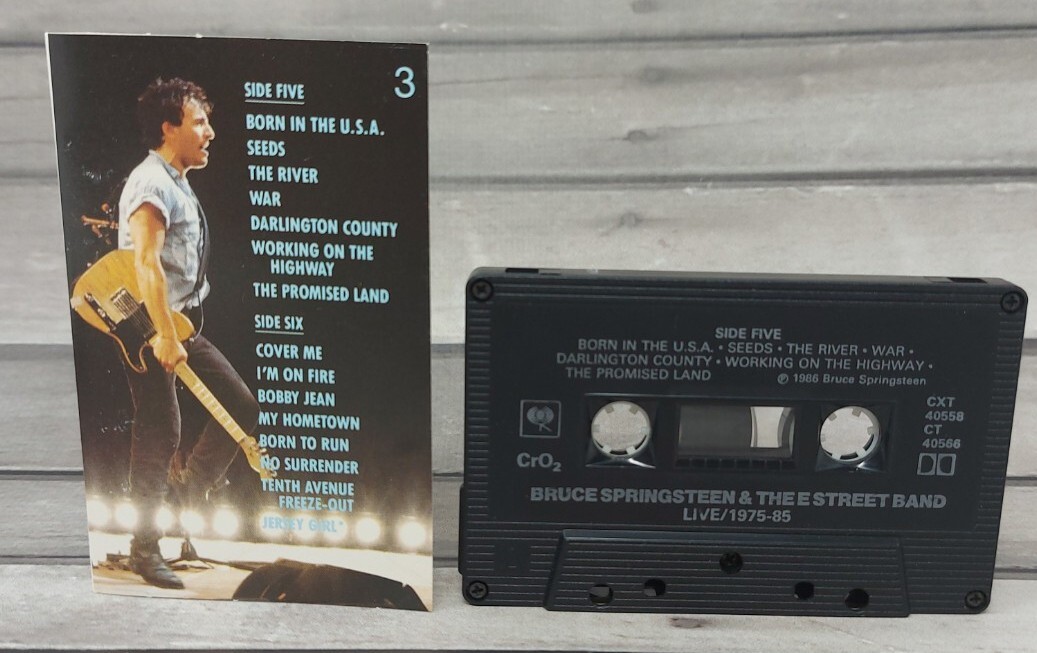 3
SIDE FIVE
BORN IN THE U.S.A.
SEEDS
THE RIVER
WAR
DARLINGTON COUNTY
WORKING ON THE
HIGHWAY
THE PROMISED LAND
SIDE SIX
COVER ME
I'M ON FIRE
BOBBY JEAN
MY HOMETOWN
BORN TO RUN
NO SURRENDER
TENTH AVENUE
FREEZE-OUT
JERSEY GIRL*
SIDE FIVE
BORN IN THE U.S.A. • SEEDS • THE RIVER • WAR •
DARLINGTON COUNTY • WORKING ON THE HIGHWAY •
THE PROMISED LAND ℗ 1986 Bruce Springsteen
CrO₂
CXT
40558
CT
40566
BRUCE SPRINGSTEEN & THE E STREET BAND
LIVE/1975-85